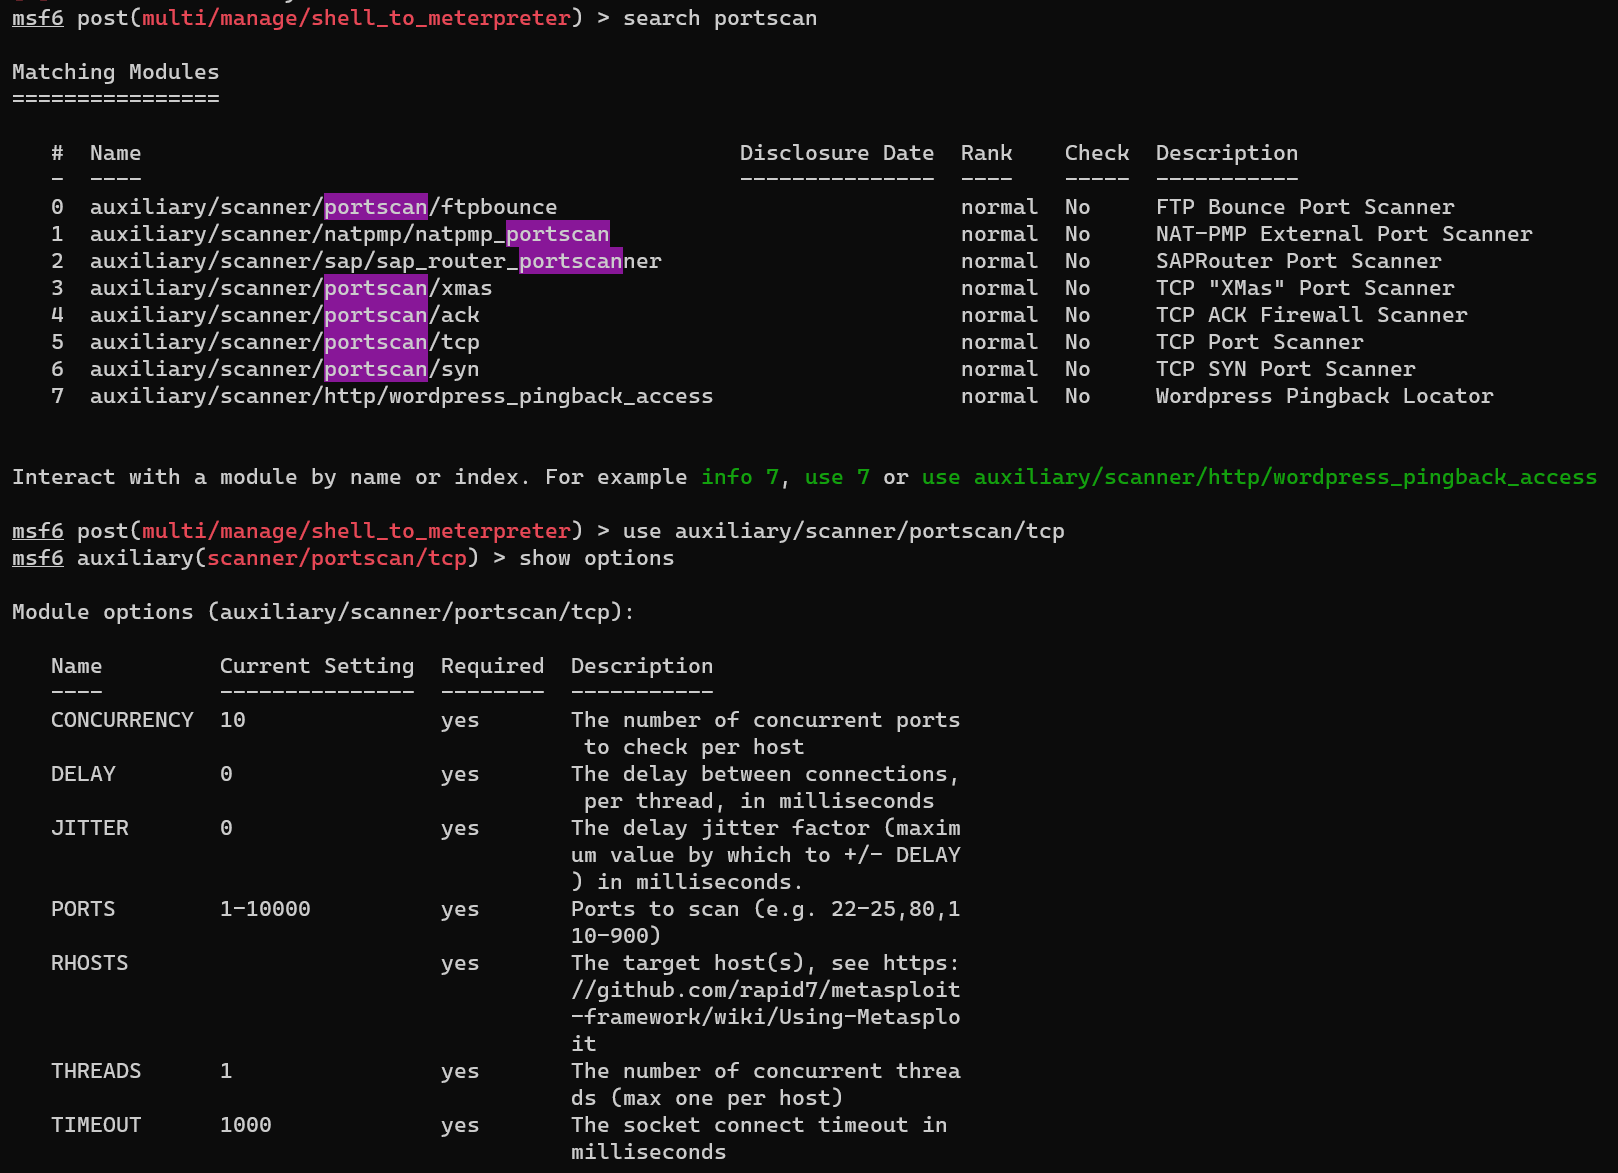 msf6 post(multi/manage/shell_to_meterpreter) > search portscan
Matching Modules
================
#  Name                                                Disclosure Date  Rank    Check  Description
-  ----                                                ---------------  ----    -----  -----------
0  auxiliary/scanner/portscan/ftpbounce                                 normal  No     FTP Bounce Port Scanner
1  auxiliary/scanner/natpmp/natpmp_portscan                             normal  No     NAT-PMP External Port Scanner
2  auxiliary/scanner/sap/sap_router_portscanner                         normal  No     SAPRouter Port Scanner
3  auxiliary/scanner/portscan/xmas                                      normal  No     TCP "XMas" Port Scanner
4  auxiliary/scanner/portscan/ack                                       normal  No     TCP ACK Firewall Scanner
5  auxiliary/scanner/portscan/tcp                                       normal  No     TCP Port Scanner
6  auxiliary/scanner/portscan/syn                                       normal  No     TCP SYN Port Scanner
7  auxiliary/scanner/http/wordpress_pingback_access                     normal  No     Wordpress Pingback Locator
Interact with a module by name or index. For example info 7, use 7 or use auxiliary/scanner/http/wordpress_pingback_access
msf6 post(multi/manage/shell_to_meterpreter) > use auxiliary/scanner/portscan/tcp
msf6 auxiliary(scanner/portscan/tcp) > show options
Module options (auxiliary/scanner/portscan/tcp):
Name         Current Setting  Required  Description
----         ---------------  --------  -----------
CONCURRENCY  10               yes       The number of concurrent ports
to check per host
DELAY        0                yes       The delay between connections,
per thread, in milliseconds
JITTER       0                yes       The delay jitter factor (maxim
um value by which to +/- DELAY
) in milliseconds.
PORTS        1-10000          yes       Ports to scan (e.g. 22-25,80,1
10-900)
RHOSTS                        yes       The target host(s), see https:
//github.com/rapid7/metasploit
-framework/wiki/Using-Metasplo
it
THREADS      1                yes       The number of concurrent threa
ds (max one per host)
TIMEOUT      1000             yes       The socket connect timeout in
milliseconds